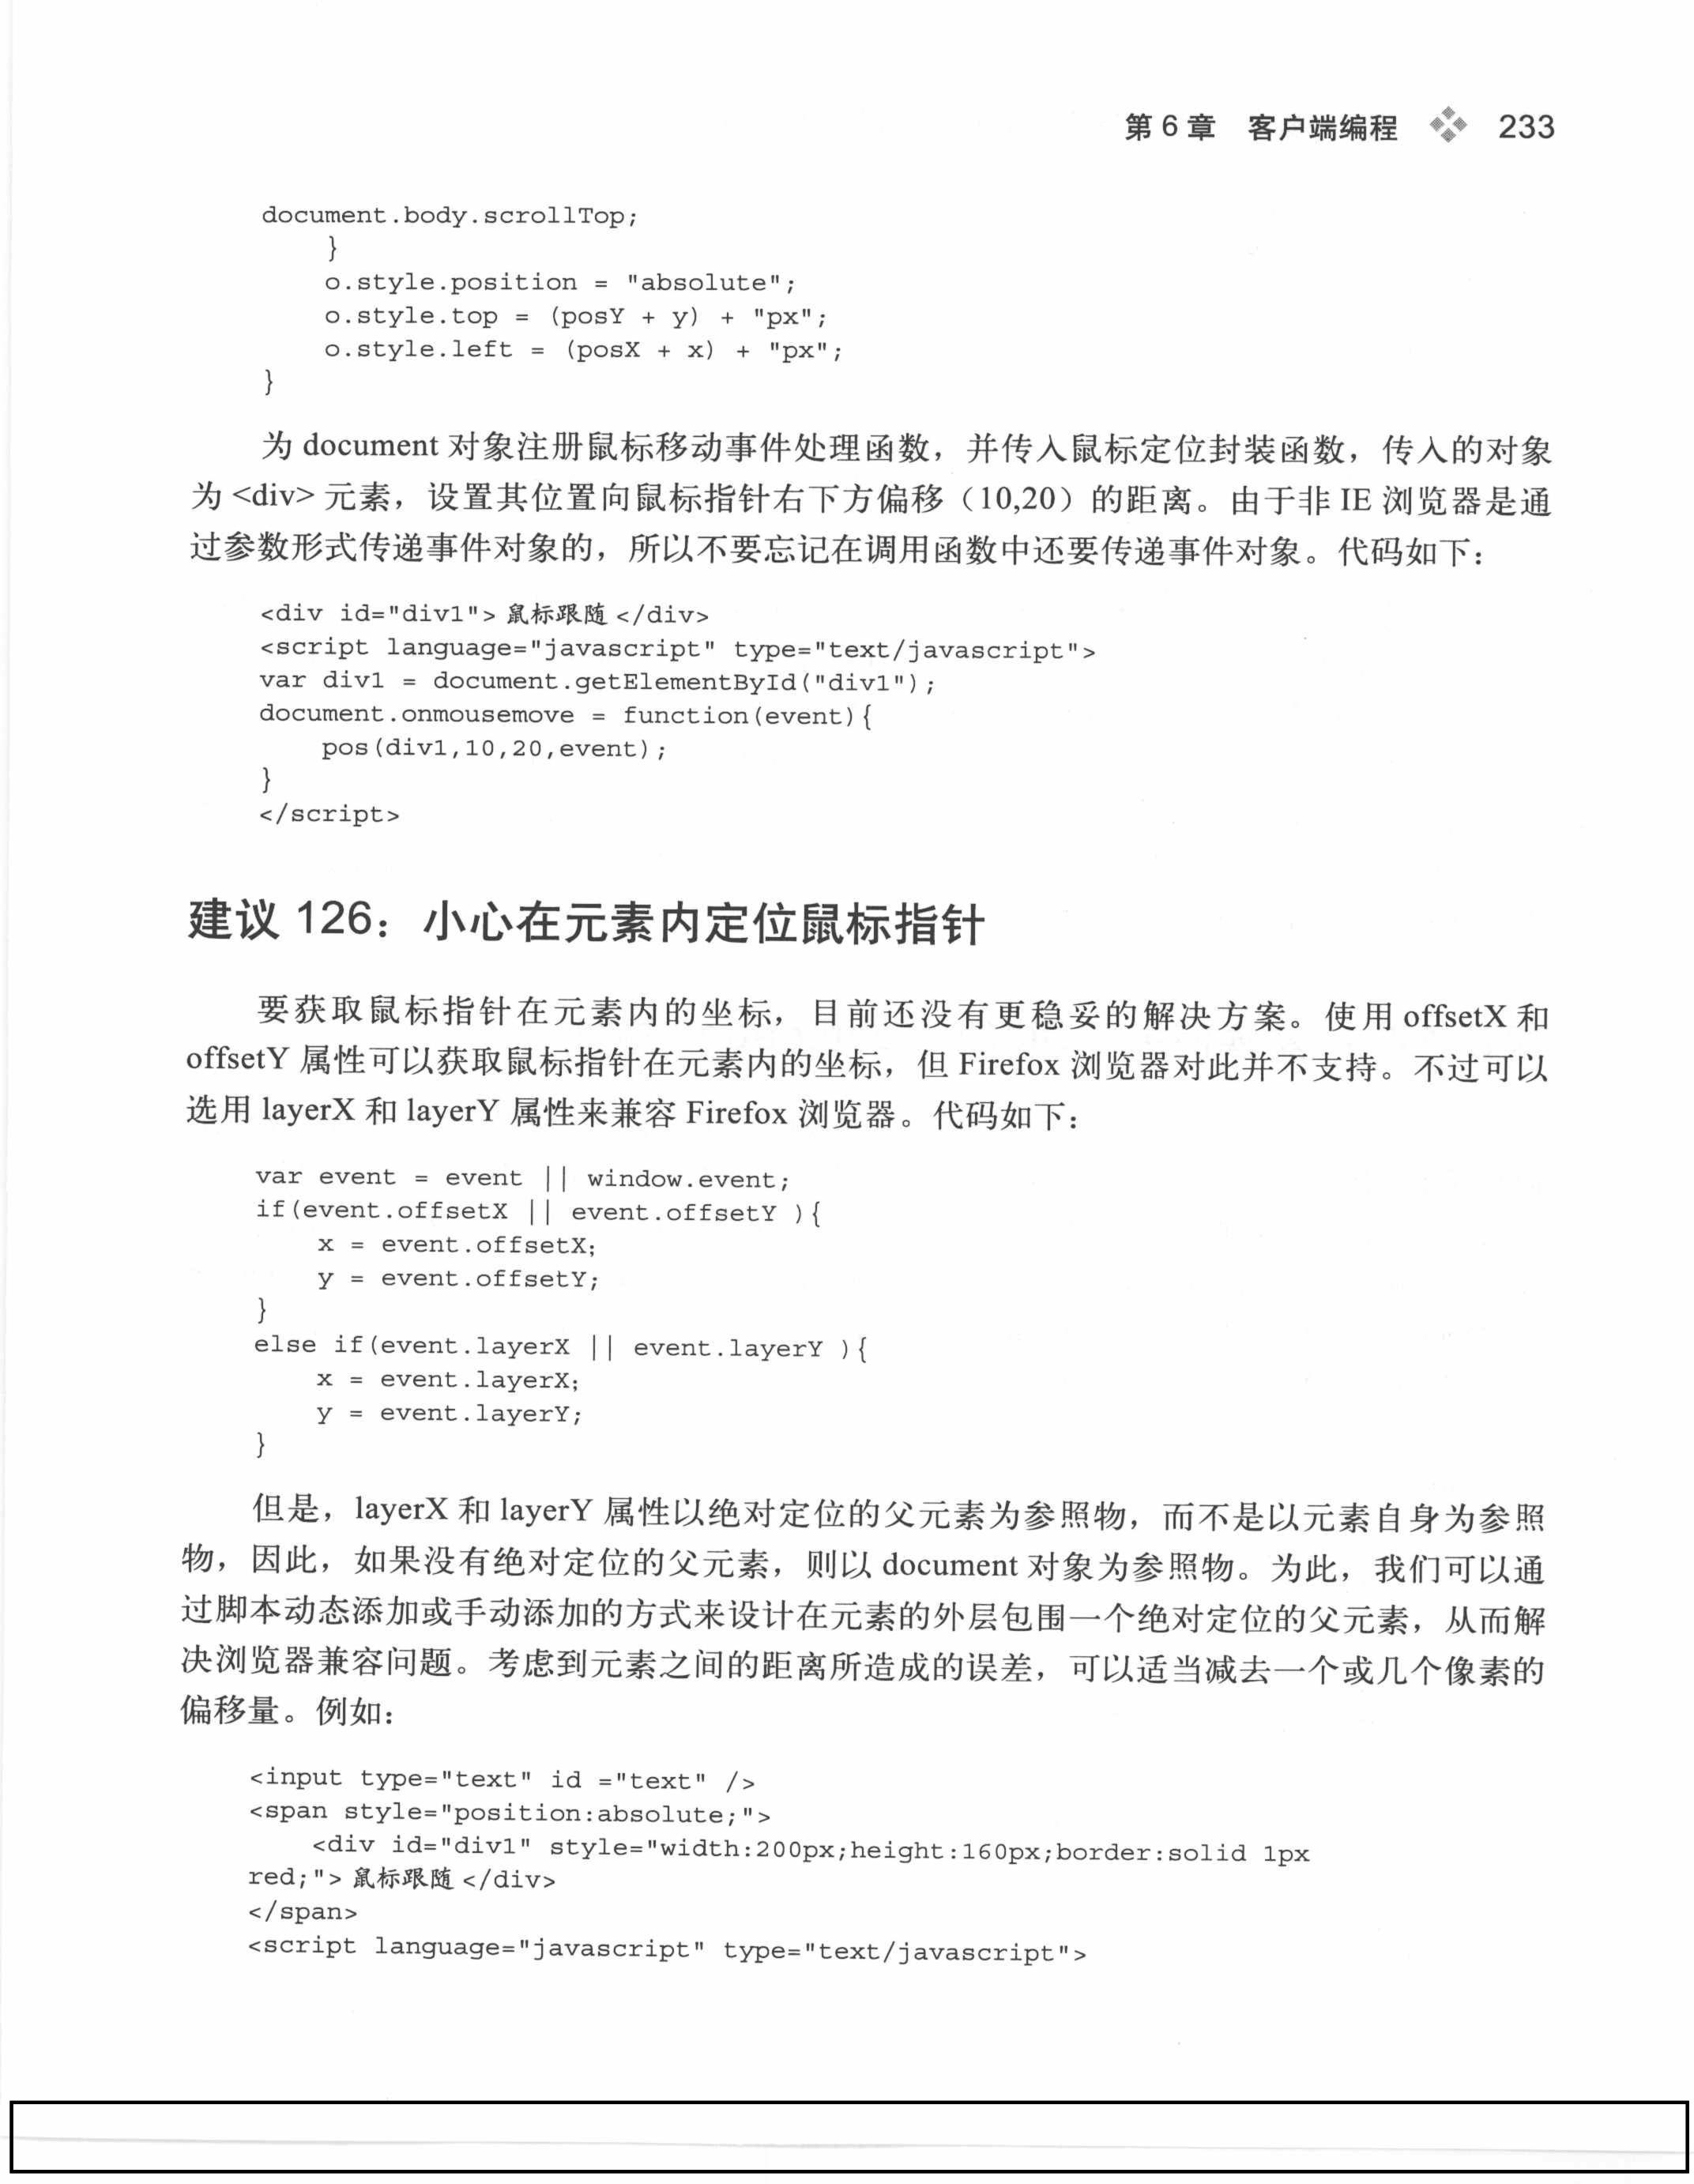 第 6 章 客户端编程 233
document.body.scrollTop;
    }
    o.style.position = "absolute";
    o.style.top = (posY + y) + "px";
    o.style.left = (posX + x) + "px";
}
为 document 对象注册鼠标移动事件处理函数，并传入鼠标定位封装函数，传入的对象
为 <div> 元素，设置其位置向鼠标指针右下方偏移（10,20）的距离。由于非 IE 浏览器是通
过参数形式传递事件对象的，所以不要忘记在调用函数中还要传递事件对象。代码如下：
<div id="div1"> 鼠标跟随 </div>
<script language="javascript" type="text/javascript">
var div1 = document.getElementById("div1");
document.onmousemove = function(event){
    pos(div1,10,20,event);
}
</script>
建议 126：小心在元素内定位鼠标指针
要获取鼠标指针在元素内的坐标，目前还没有更稳妥的解决方案。使用 offsetX 和
offsetY 属性可以获取鼠标指针在元素内的坐标，但 Firefox 浏览器对此并不支持。不过可以
选用 layerX 和 layerY 属性来兼容 Firefox 浏览器。代码如下：
var event = event || window.event;
if(event.offsetX || event.offsetY ){
    x = event.offsetX;
    y = event.offsetY;
}
else if(event.layerX || event.layerY ){
    x = event.layerX;
    y = event.layerY;
}
但是，layerX 和 layerY 属性以绝对定位的父元素为参照物，而不是以元素自身为参照
物，因此，如果没有绝对定位的父元素，则以 document 对象为参照物。为此，我们可以通
过脚本动态添加或手动添加的方式来设计在元素的外层包围一个绝对定位的父元素，从而解
决浏览器兼容问题。考虑到元素之间的距离所造成的误差，可以适当减去一个或几个像素的
偏移量。例如：
<input type="text" id ="text" />
<span style="position:absolute;">
    <div id="div1" style="width:200px;height:160px;border:solid 1px
red;"> 鼠标跟随 </div>
</span>
<script language="javascript" type="text/javascript">